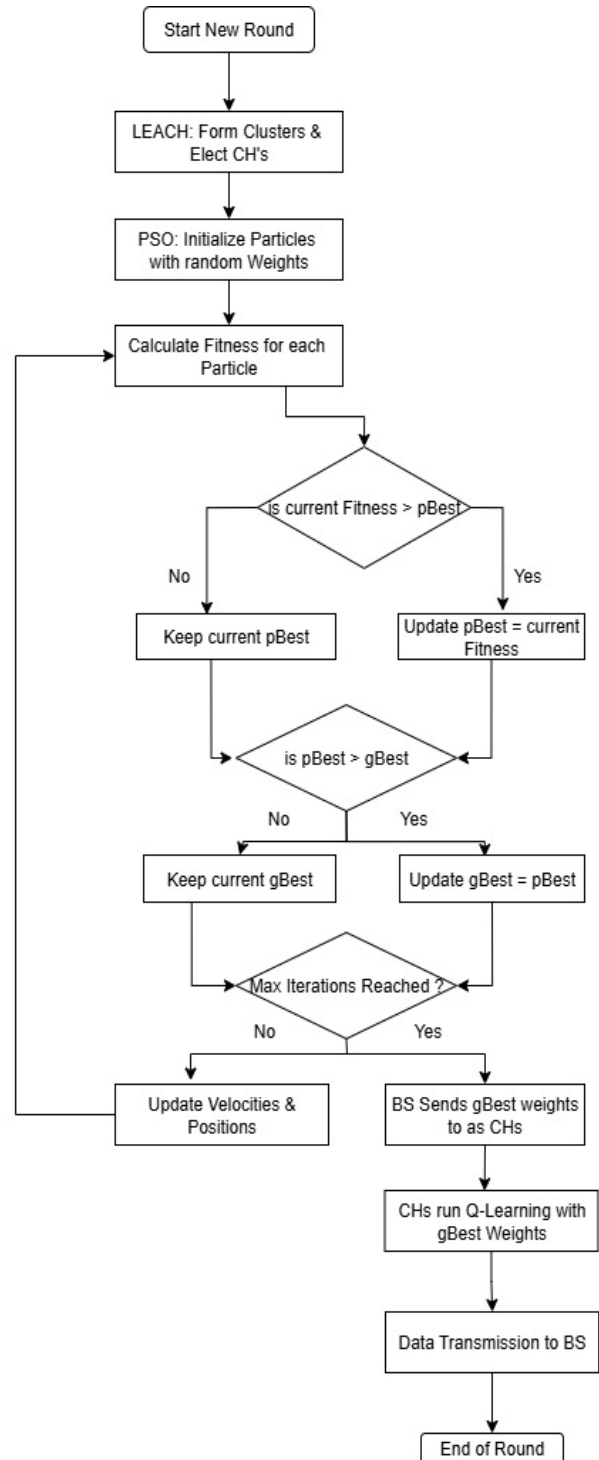 Start New Round
LEACH: Form Clusters &
Elect CH's
PSO: Initialize Particles
with random Weights
Calculate Fitness for each
Particle
is current Fitness > pBest
No
Yes
Keep current pBest
Update pBest = current
Fitness
is pBest > gBest
No
Yes
Keep current gBest
Update gBest = pBest
Max Iterations Reached ?
No
Yes
Update Velocities &
Positions
BS Sends gBest weights
to as CHs
CHs run Q-Learning with
gBest Weights
Data Transmission to BS
End of Round